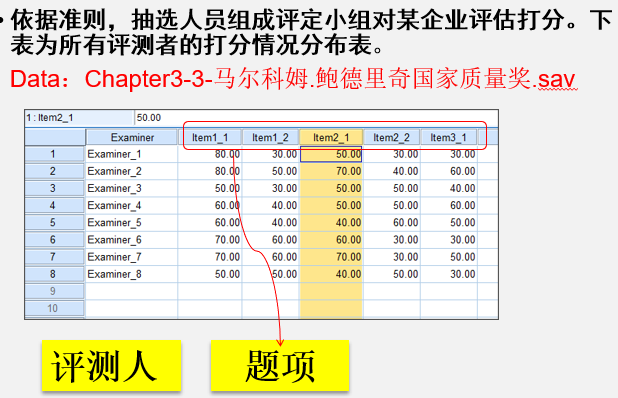 • 依据准则，抽选人员组成评定小组对某企业评估打分。下
表为所有评测者的打分情况分布表。
Data：Chapter3-3-马尔科姆.鲍德里奇国家质量奖.sav
1 : Item2_1 50.00
Examiner Item1_1 Item1_2 Item2_1 Item2_2 Item3_1
1 Examiner_1 80.00 30.00 50.00 30.00 30.00
2 Examiner_2 80.00 50.00 70.00 40.00 60.00
3 Examiner_3 50.00 30.00 50.00 50.00 40.00
4 Examiner_4 60.00 40.00 50.00 50.00 60.00
5 Examiner_5 60.00 40.00 40.00 60.00 50.00
6 Examiner_6 70.00 60.00 60.00 30.00 30.00
7 Examiner_7 70.00 60.00 70.00 30.00 50.00
8 Examiner_8 50.00 50.00 40.00 50.00 30.00
9
10
评测人 题项